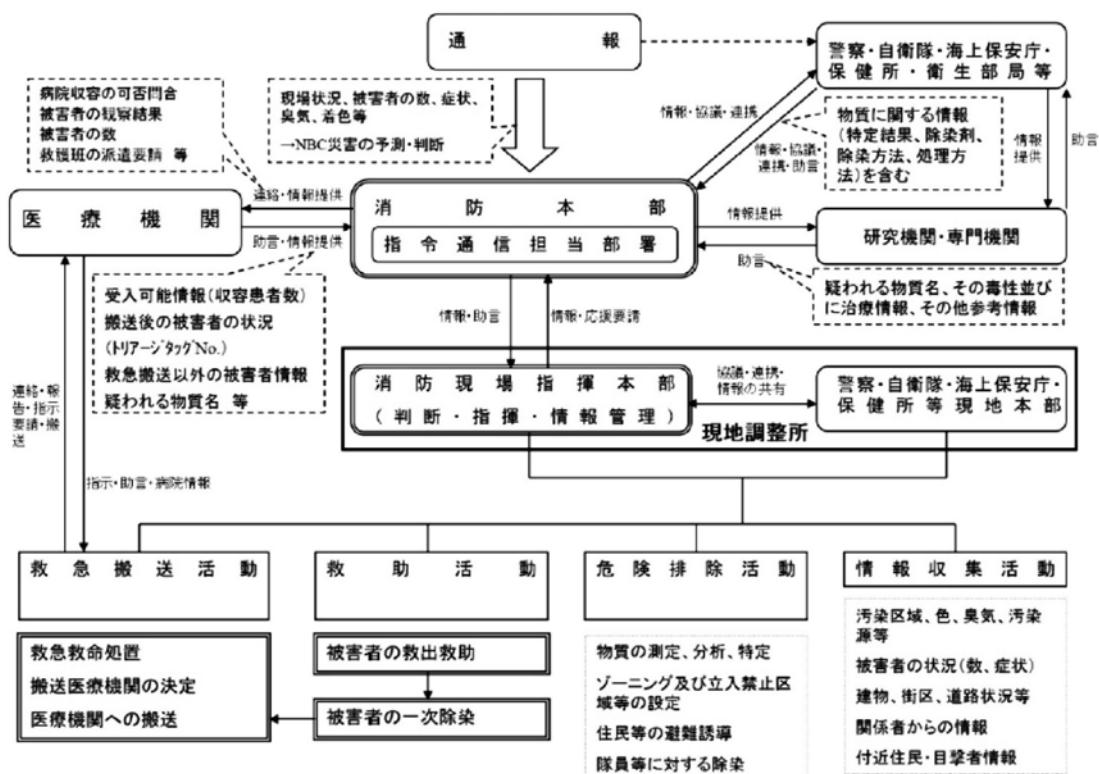 通報
警察・自衛隊・海上保安庁・
保健所・衛生部局等
病院収容の可否問合
被害者の観察結果
被害者の数
救護班の派遣要請 等
現場状況、被害者の数、症状、
臭気、着色等
→NBC災害の予測・判断
情報・協議・連携
物質に関する情報
(特定結果、除染剤、
除染方法、処理方
法)を含む
情報・協議・
連携・助言
情報
提供
助言
連絡・情報提供
医療機関
助言・情報提供
消防本部
指令通信担当部署
情報提供
助言
研究機関・専門機関
疑われる物質名、その毒性並び
に治療情報、その他参考情報
受入可能情報(収容患者数)
搬送後の被害者の状況
(トリアージタッグNo.)
救急搬送以外の被害者情報
疑われる物質名 等
情報・助言
情報・応援要請
消防現場指揮本部
(判断・指揮・情報管理)
協議・連携・
情報の共有
警察・自衛隊・海上保安庁・
保健所等現地本部
現地調整所
連絡・報
告・指示
要請・搬
送
指示・助言・病院情報
救急搬送活動
救助活動
危険排除活動
情報収集活動
救急救命処置
搬送医療機関の決定
医療機関への搬送
被害者の救出救助
被害者の一次除染
物質の測定、分析、特定
ゾーニング及び立入禁止区
域等の設定
住民等の避難誘導
隊員等に対する除染
汚染区域、色、臭気、汚染
源等
被害者の状況(数、症状)
建物、街区、道路状況等
関係者からの情報
付近住民・目撃者情報